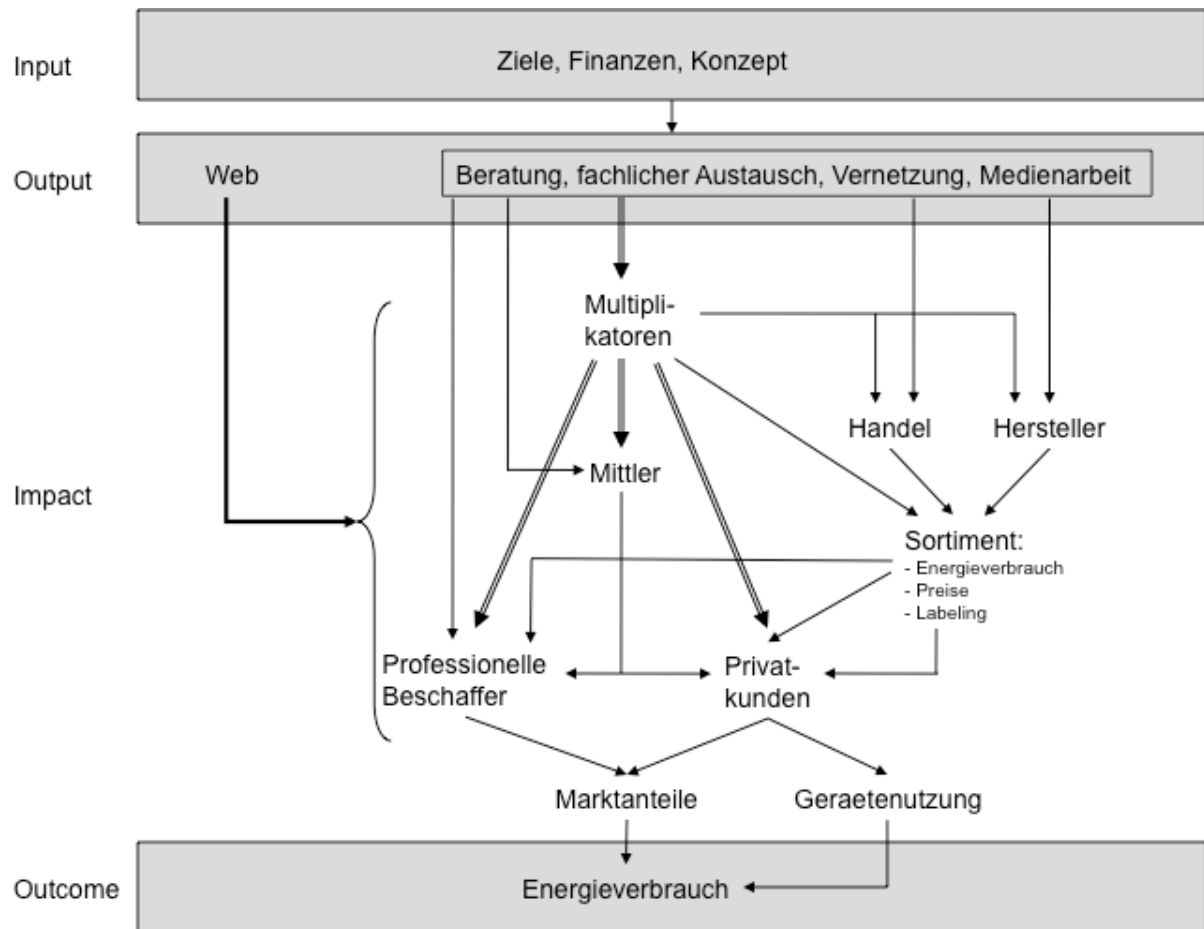 Input
Ziele, Finanzen, Konzept
Output
Web
Beratung, fachlicher Austausch, Vernetzung, Medienarbeit
Multipli-
katoren
Handel
Hersteller
Mittler
Impact
Sortiment:
- Energieverbrauch
- Preise
- Labeling
Professionelle
Beschaffer
Privat-
kunden
Marktanteile
Geraetenutzung
Outcome
Energieverbrauch